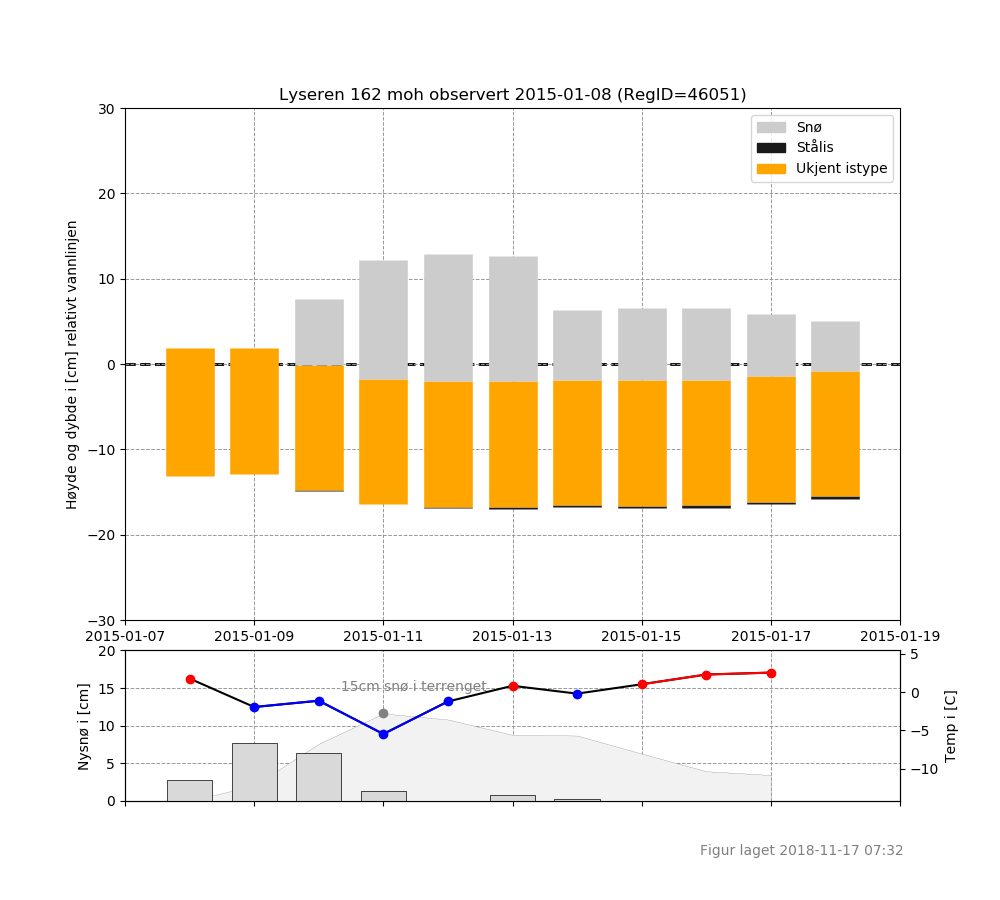 Lyseren 162 moh observert 2015-01-08 (RegID=46051)
Høyde og dybde i [cm] relativt vannlinjen
30
20
10
0
−10
−20
−30
Snø
Stålis
Ukjent istype
2015-01-07 2015-01-09 2015-01-11 2015-01-13 2015-01-15 2015-01-17 2015-01-19
Nysnø i [cm]
20
15
10
5
0
15cm snø i terrenget
5
0
−5
−10
Temp i [C]
Figur laget 2018-11-17 07:32